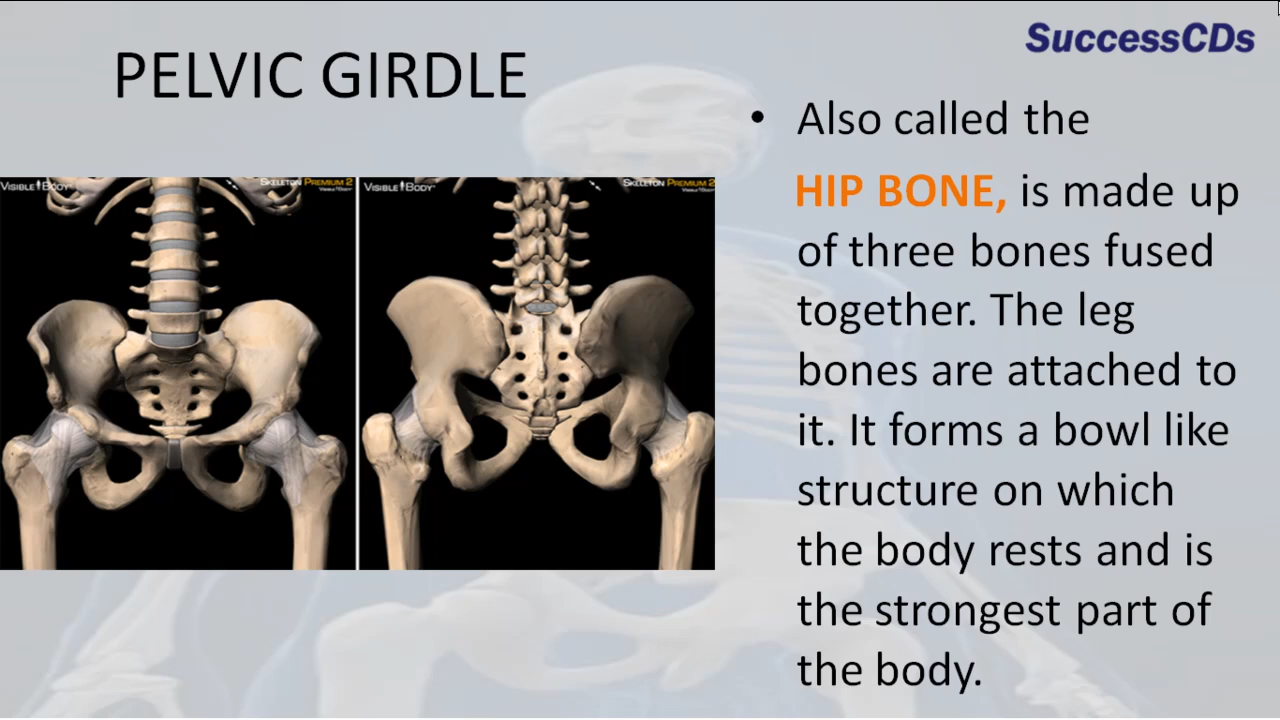 SuccessCDs
PELVIC GIRDLE
VISIBLE BODY
SKELETON PREMIUM 2
VISIBLE BODY
SKELETON PREMIUM 2
• Also called the
HIP BONE, is made up
of three bones fused
together. The leg
bones are attached to
it. It forms a bowl like
structure on which
the body rests and is
the strongest part of
the body.